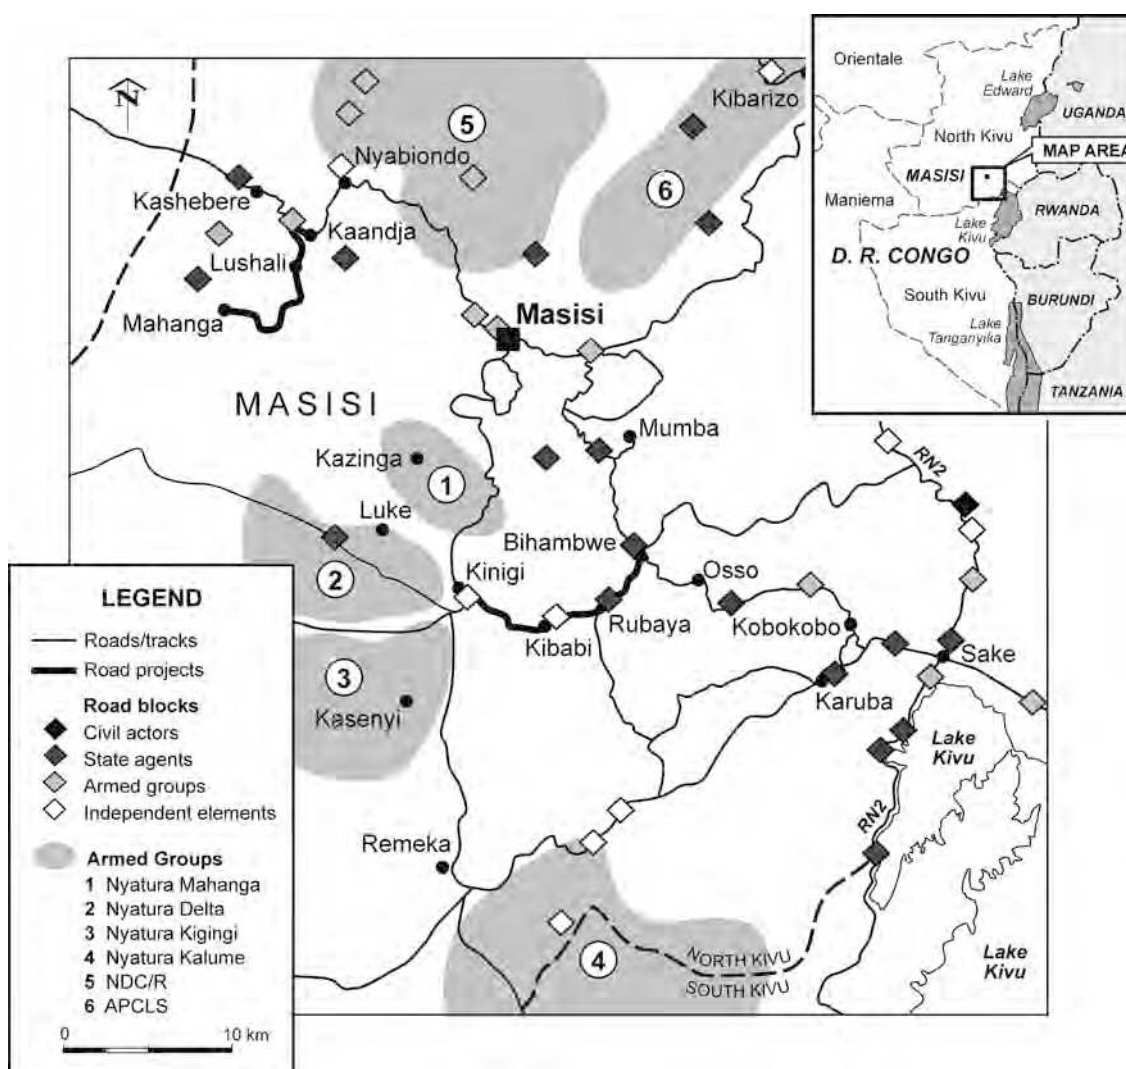 N
Kibarizo
5
Nyabiondo
6
Kashebere
Kaandja
Lushali
Mahanga
Masisi
MASISI
Mumba
Kazinga
1
Luke
Bihambwe
2
Kinigi
Osso
Kibabi
Rubaya
Kobokobo
Sake
3
Kasenyi
Karuba
RN2
Lake
Kivu
RN2
Remeka
4
NORTH KIVU
SOUTH KIVU
Lake
Kivu
Orientale
Lake
Edward
UGANDA
North Kivu
MAP AREA
MASISI
Maniema
RWANDA
Lake
Kivu
D. R. CONGO
South Kivu
BURUNDI
Lake
Tanganyika
TANZANIA
LEGEND
Roads/tracks
Road projects
Road blocks
Civil actors
State agents
Armed groups
Independent elements
Armed Groups
1 Nyatura Mahanga
2 Nyatura Delta
3 Nyatura Kigingi
4 Nyatura Kalume
5 NDC/R
6 APCLS
0 10 km